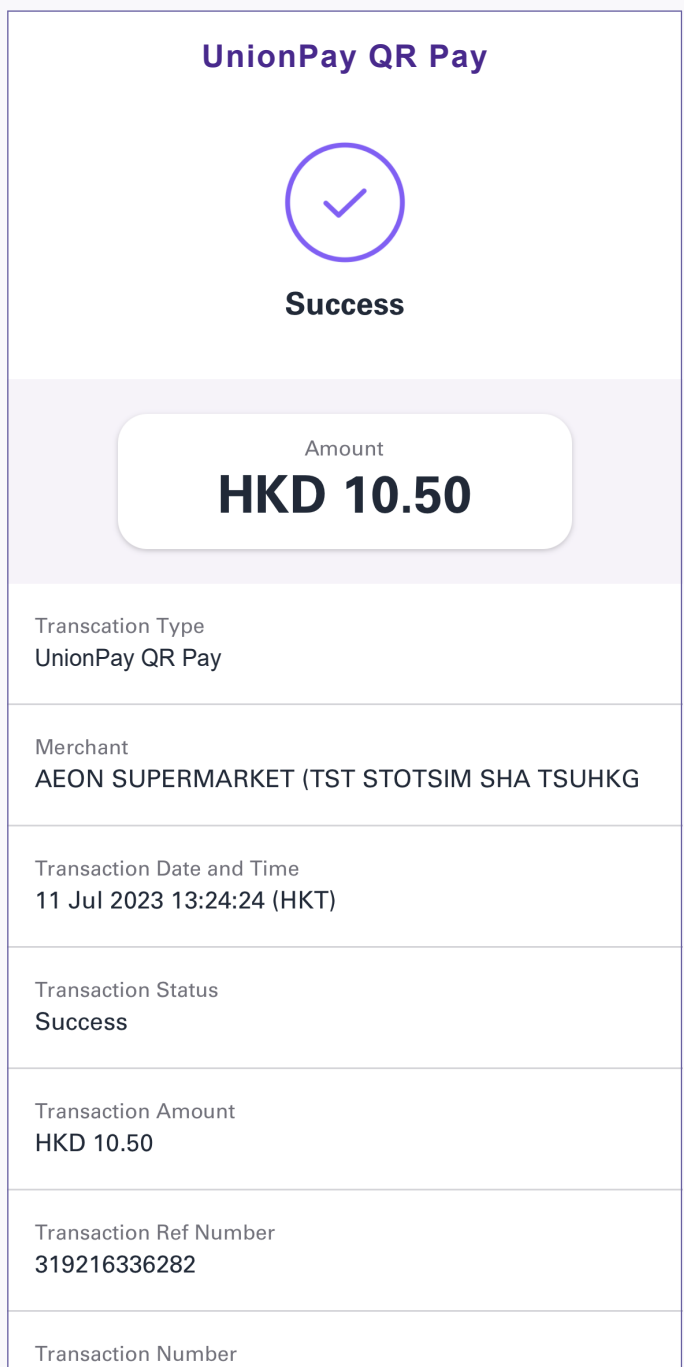 UnionPay QR Pay
Success
Amount
HKD 10.50
Transcation Type
UnionPay QR Pay
Merchant
AEON SUPERMARKET (TST STOTSIM SHA TSUHKG
Transaction Date and Time
11 Jul 2023 13:24:24 (HKT)
Transaction Status
Success
Transaction Amount
HKD 10.50
Transaction Ref Number
319216336282
Transaction Number